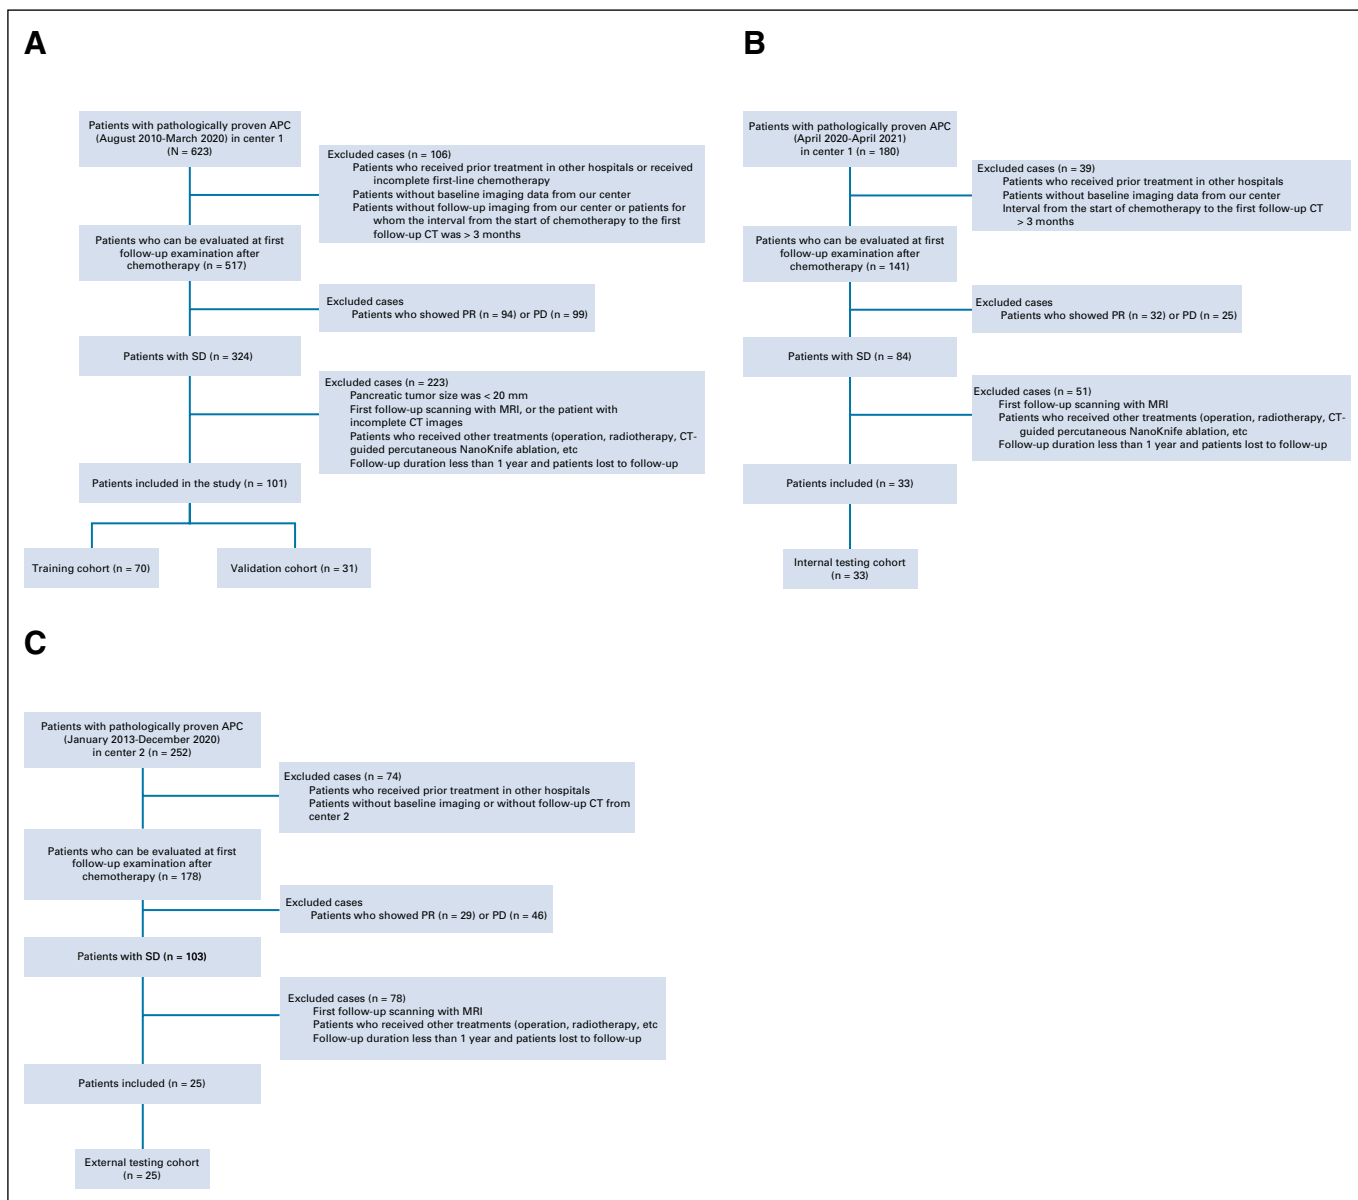 A
Patients with pathologically proven APC
(August 2010-March 2020) in center 1
(N = 623)
Excluded cases (n = 106)
Patients who received prior treatment in other hospitals or received
incomplete first-line chemotherapy
Patients without baseline imaging data from our center
Patients without follow-up imaging from our center or patients for
whom the interval from the start of chemotherapy to the first
follow-up CT was > 3 months
Patients who can be evaluated at first
follow-up examination after
chemotherapy (n = 517)
Excluded cases
Patients who showed PR (n = 94) or PD (n = 99)
Patients with SD (n = 324)
Excluded cases (n = 223)
Pancreatic tumor size was < 20 mm
First follow-up scanning with MRI, or the patient with
incomplete CT images
Patients who received other treatments (operation, radiotherapy, CT-
guided percutaneous NanoKnife ablation, etc
Follow-up duration less than 1 year and patients lost to follow-up
Patients included in the study (n = 101)
Training cohort (n = 70)
Validation cohort (n = 31)
B
Patients with pathologically proven APC
(April 2020-April 2021)
in center 1 (n = 180)
Excluded cases (n = 39)
Patients who received prior treatment in other hospitals
Patients without baseline imaging data from our center
Interval from the start of chemotherapy to the first follow-up CT
> 3 months
Patients who can be evaluated at first
follow-up examination after
chemotherapy (n = 141)
Excluded cases
Patients who showed PR (n = 32) or PD (n = 25)
Patients with SD (n = 84)
Excluded cases (n = 51)
First follow-up scanning with MRI
Patients who received other treatments (operation, radiotherapy, CT-
guided percutaneous NanoKnife ablation, etc
Follow-up duration less than 1 year and patients lost to follow-up
Patients included (n = 33)
Internal testing cohort
(n = 33)
C
Patients with pathologically proven APC
(January 2013-December 2020)
in center 2 (n = 252)
Excluded cases (n = 74)
Patients who received prior treatment in other hospitals
Patients without baseline imaging or without follow-up CT from
center 2
Patients who can be evaluated at first
follow-up examination after
chemotherapy (n = 178)
Excluded cases
Patients who showed PR (n = 29) or PD (n = 46)
Patients with SD (n = 103)
Excluded cases (n = 78)
First follow-up scanning with MRI
Patients who received other treatments (operation, radiotherapy, etc
Follow-up duration less than 1 year and patients lost to follow-up
Patients included (n = 25)
External testing cohort
(n = 25)